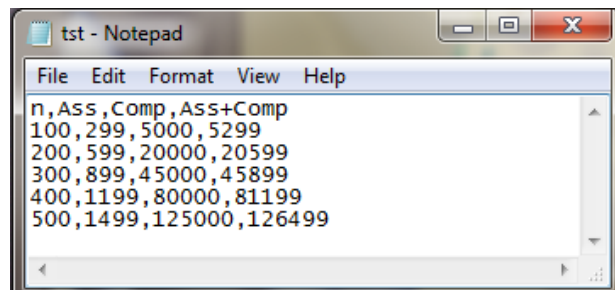 tst - Notepad
File Edit Format View Help
n,Ass,Comp,Ass+Comp
100,299,5000,5299
200,599,20000,20599
300,899,45000,45899
400,1199,80000,81199
500,1499,125000,126499